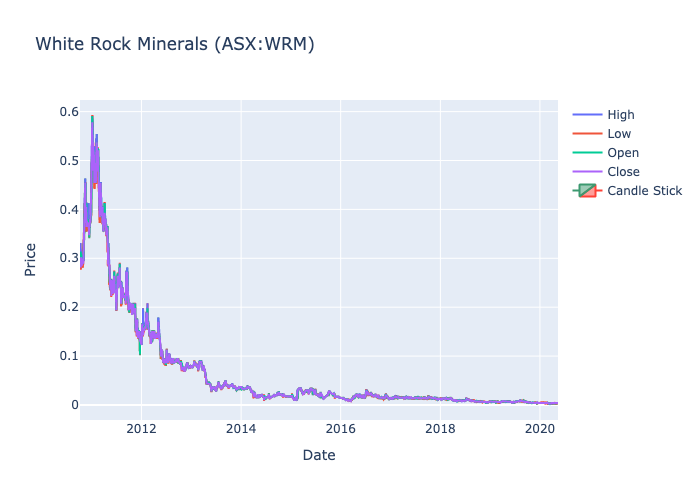 White Rock Minerals (ASX:WRM)
High
Low
Open
Close
Candle Stick
Price
0.6
0.5
0.4
0.3
0.2
0.1
0
2012 2014 2016 2018 2020
Date